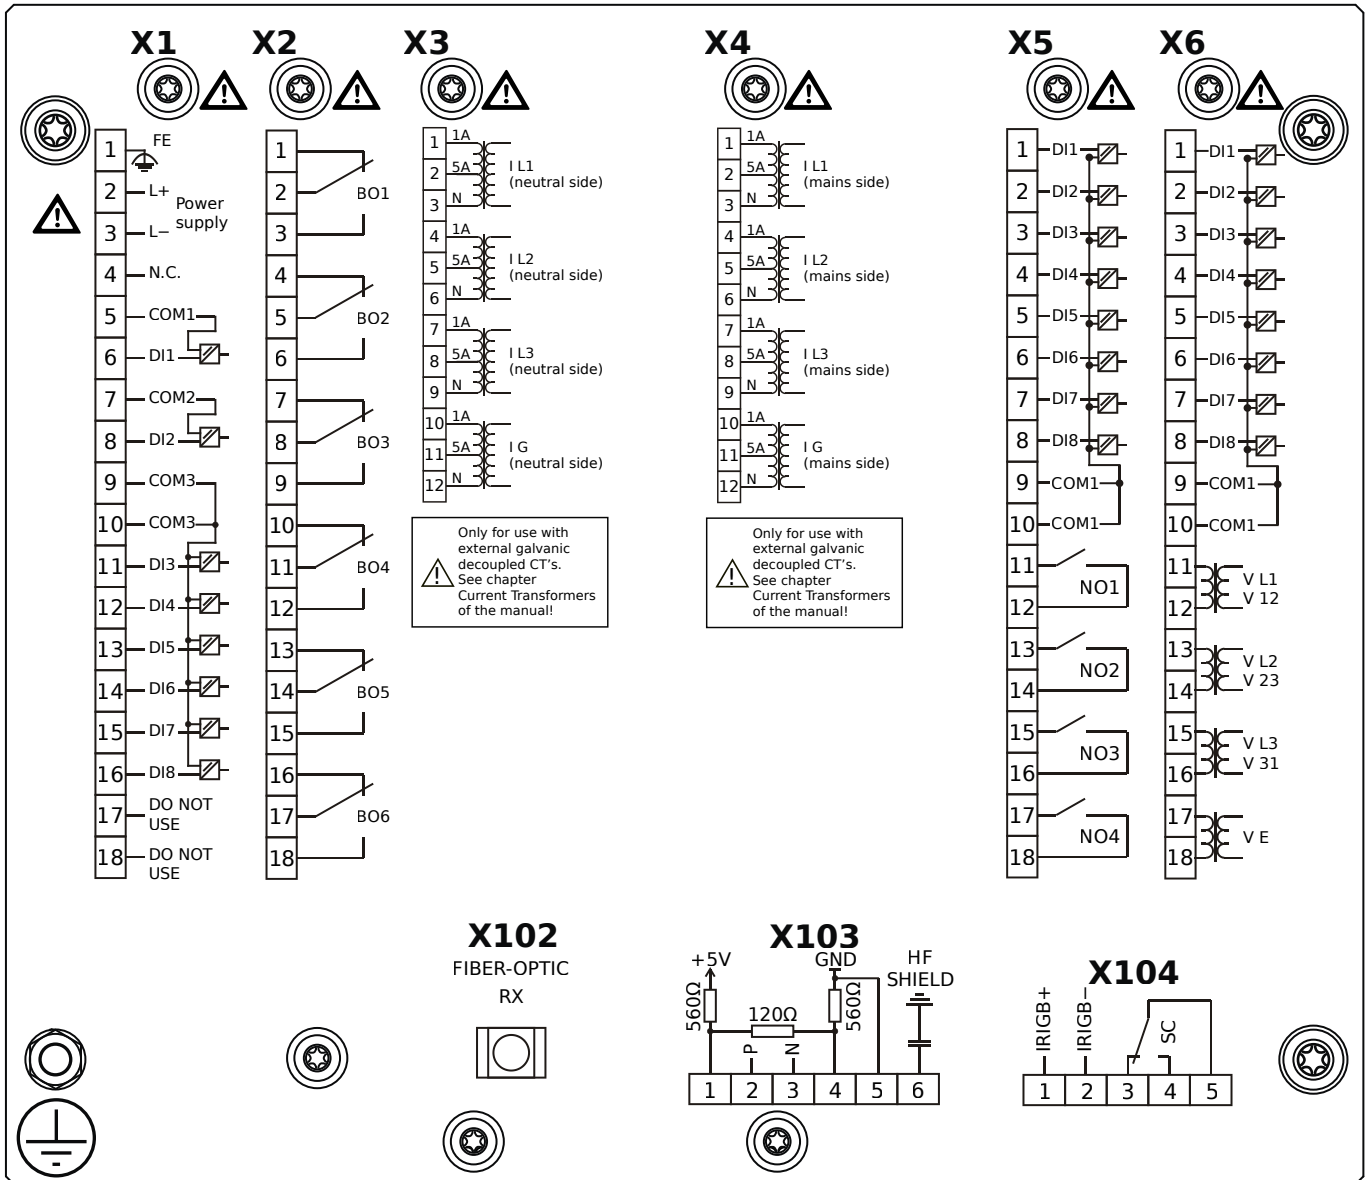 X1
X2
X3
X4
X5
X6
1 FE
2 L+
Power
supply
3 L−
4 N.C.
5 COM1
6 DI1
7 COM2
8 DI2
9 COM3
10 COM3
11 DI3
12 DI4
13 DI5
14 DI6
15 DI7
16 DI8
17 DO NOT
USE
18 DO NOT
USE
1
2 BO1
3
4
5 BO2
6
7
8 BO3
9
10
11 BO4
12
13
14 BO5
15
16
17 BO6
18
1 1A
2 5A
3 N
I L1
(neutral side)
4 1A
5 5A
6 N
I L2
(neutral side)
7 1A
8 5A
9 N
I L3
(neutral side)
10 1A
11 5A
12 N
I G
(neutral side)
Only for use with
external galvanic
decoupled CT's.
See chapter
Current Transformers
of the manual!
1 1A
2 5A
3 N
I L1
(mains side)
4 1A
5 5A
6 N
I L2
(mains side)
7 1A
8 5A
9 N
I L3
(mains side)
10 1A
11 5A
12 N
I G
(mains side)
Only for use with
external galvanic
decoupled CT's.
See chapter
Current Transformers
of the manual!
1 DI1
2 DI2
3 DI3
4 DI4
5 DI5
6 DI6
7 DI7
8 DI8
9 COM1
10 COM1
11
NO1
12
13
NO2
14
15
NO3
16
17
NO4
18
1 DI1
2 DI2
3 DI3
4 DI4
5 DI5
6 DI6
7 DI7
8 DI8
9 COM1
10 COM1
11 V L1
12 V 12
13 V L2
14 V 23
15 V L3
16 V 31
17
V E
18
X102
FIBER-OPTIC
RX
X103
+5V
GND
HF
SHIELD
560Ω
120Ω
560Ω
P
N
1 2 3 4 5 6
X104
IRIGB+
IRIGB−
SC
1 2 3 4 5